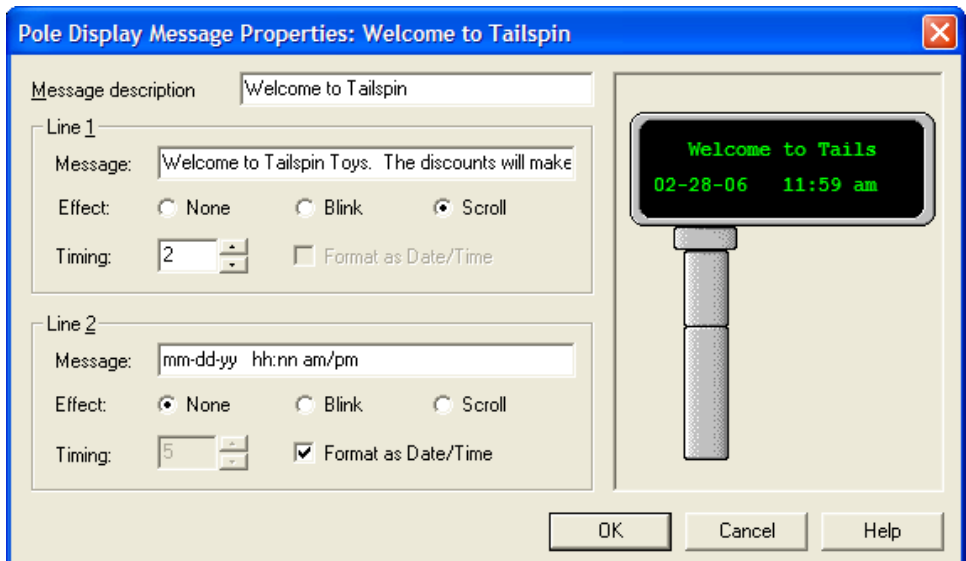 Pole Display Message Properties: Welcome to Tailspin
Message description Welcome to Tailspin
Line 1
Message: Welcome to Tailspin Toys.  The discounts will make
Effect: None Blink Scroll
Timing: 2 Format as Date/Time
Line 2
Message: mm-dd-yy   hh:nn am/pm
Effect: None Blink Scroll
Timing: 5 Format as Date/Time
Welcome to Tails
02-28-06   11:59 am
OK Cancel Help